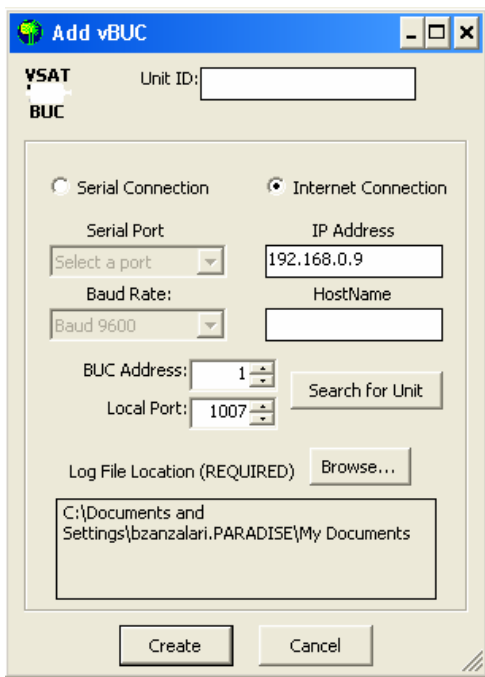 Add vBUC
VSAT
BUC
Unit ID:
Serial Connection
Internet Connection
Serial Port
IP Address
Select a port
192.168.0.9
Baud Rate:
HostName
Baud 9600
BUC Address: 1
Search for Unit
Local Port: 1007
Log File Location (REQUIRED)
Browse...
C:\Documents and
Settings\bzanzalari.PARADISE\My Documents
Create
Cancel